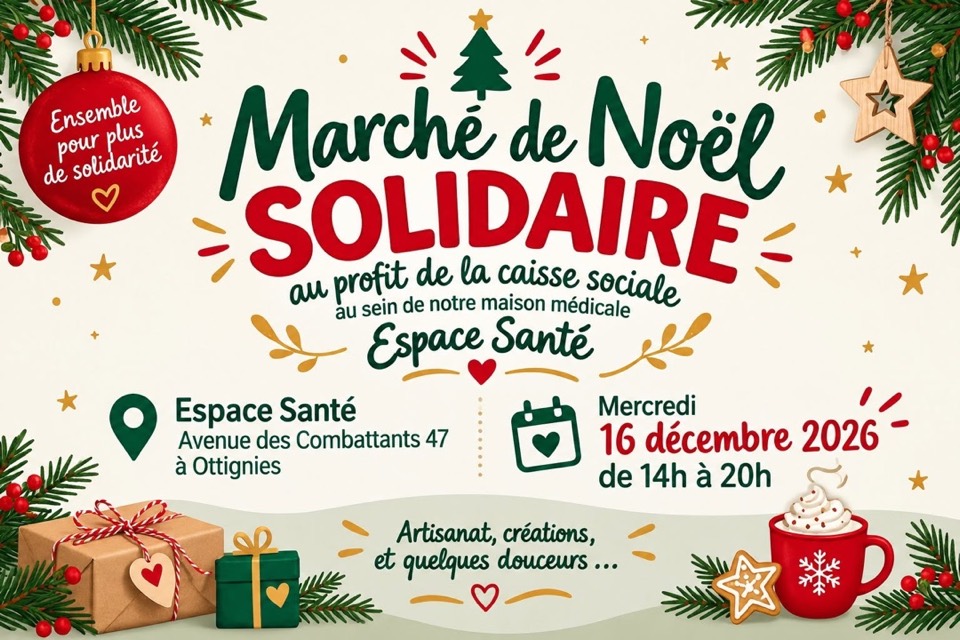 Ensemble
pour plus
de solidarité
Marché de Noël
SOLIDAIRE
au profit de la caisse sociale
au sein de notre maison médicale
Espace Santé
Espace Santé
Avenue des Combattants 47
à Ottignies
Mercredi
16 décembre 2026
de 14h à 20h
Artisanat, créations,
et quelques douceurs ...